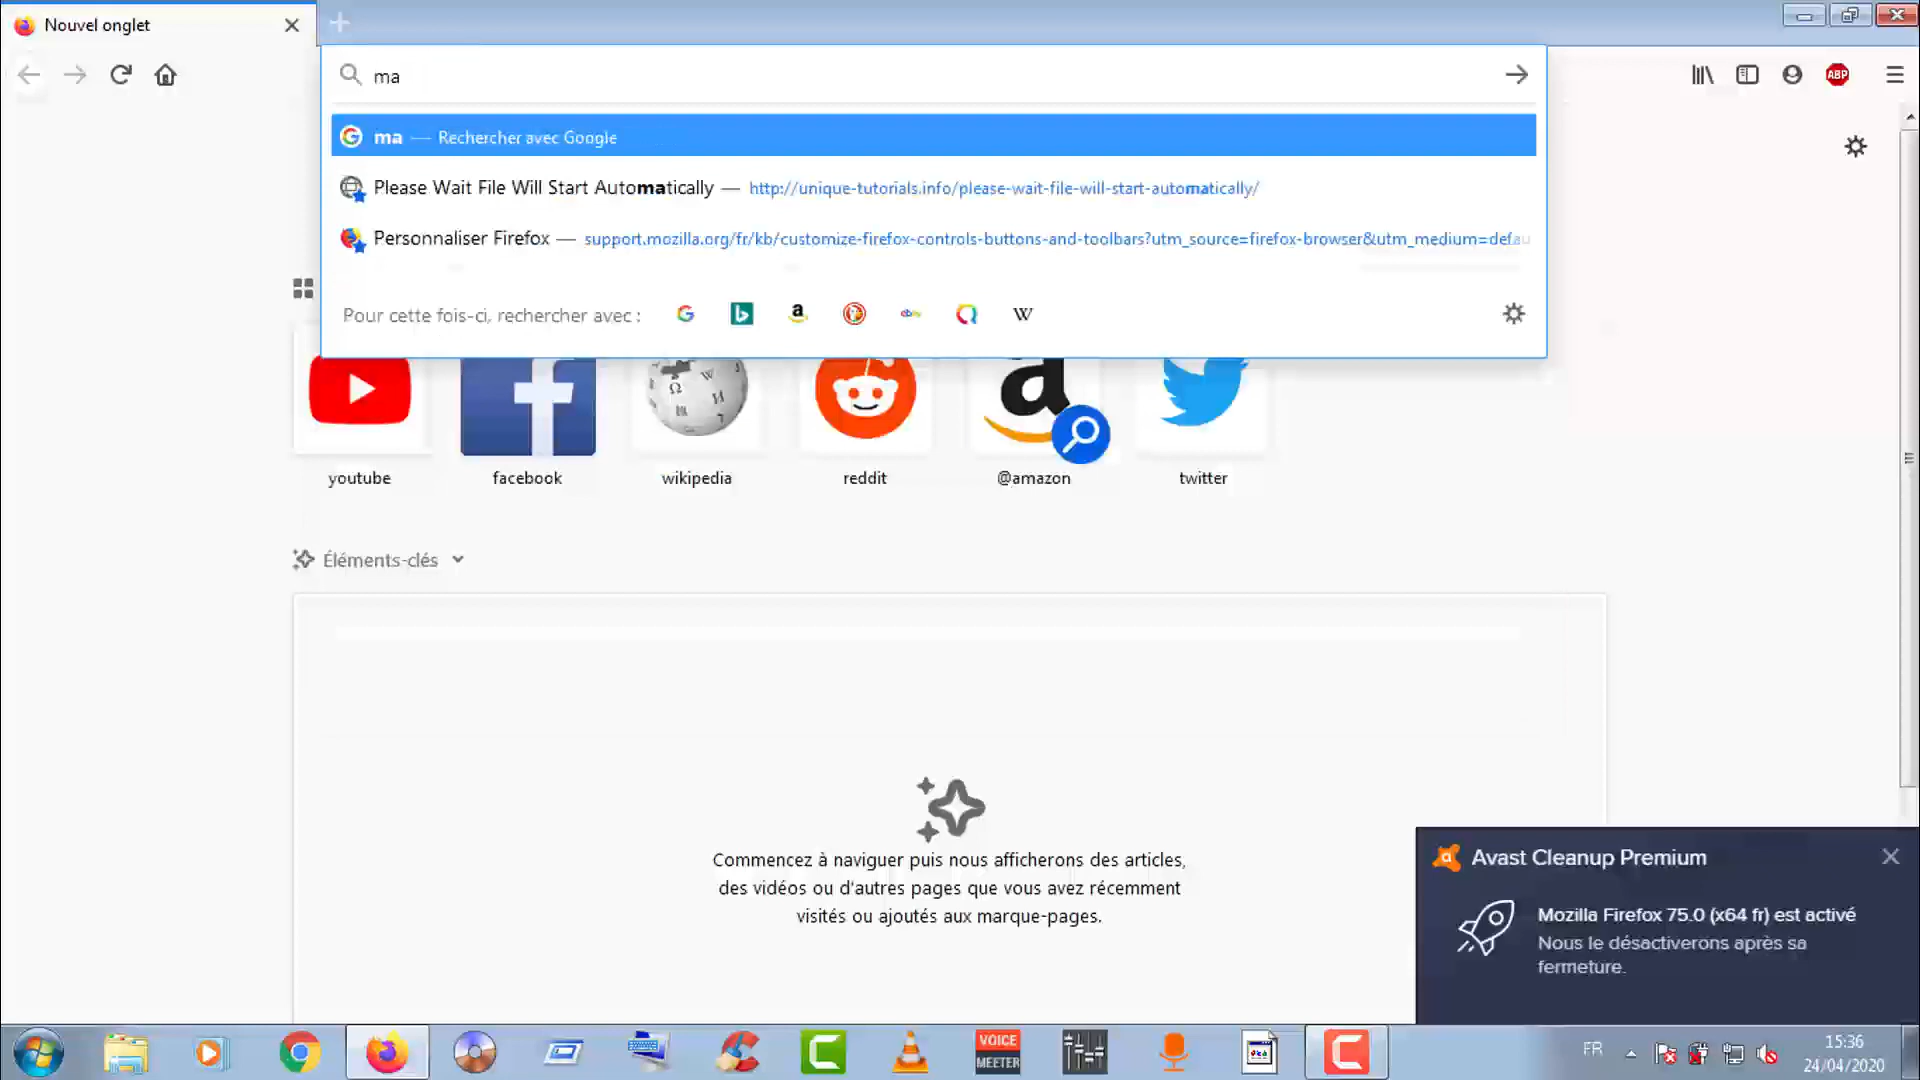 Nouvel onglet
ma
ABP
ma — Rechercher avec Google
Please Wait File Will Start Automatically — http://unique-tutorials.info/please-wait-file-will-start-automatically/
Personnaliser Firefox — support.mozilla.org/fr/kb/customize-firefox-controls-buttons-and-toolbars?utm_source=firefox-browser&utm_medium=defau
Pour cette fois-ci, rechercher avec :
youtube
facebook
wikipedia
reddit
@amazon
twitter
Éléments-clés
Commencez à naviguer puis nous afficherons des articles,
des vidéos ou d'autres pages que vous avez récemment
visités ou ajoutés aux marque-pages.
Avast Cleanup Premium
Mozilla Firefox 75.0 (x64 fr) est activé
Nous le désactiverons après sa
fermeture.
VOICE
MEETER
FR
15:36
24/04/2020